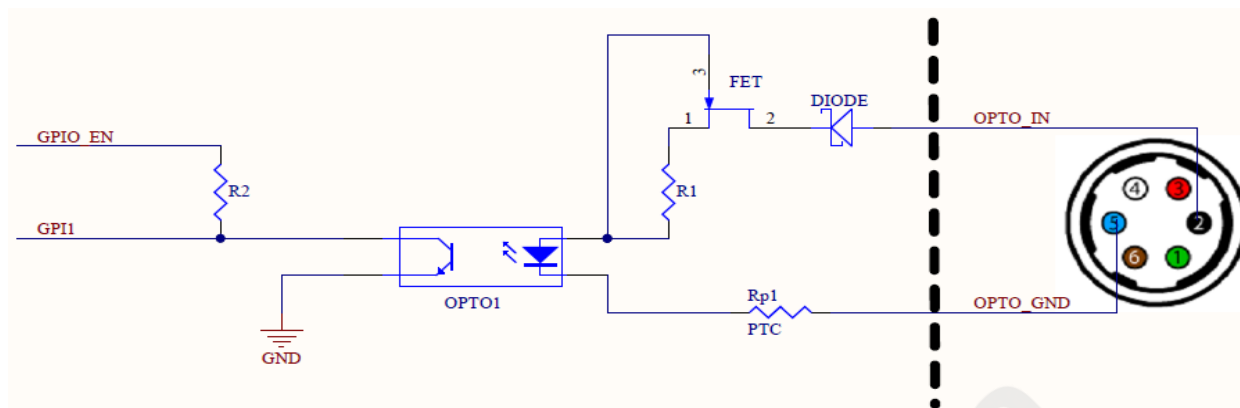 FET
3
DIODE
1
2
OPTO_IN
GPIO_EN
R2
R1
4
3
GPI1
5
2
6
1
OPTO1
Rp1
PTC
OPTO_GND
GND